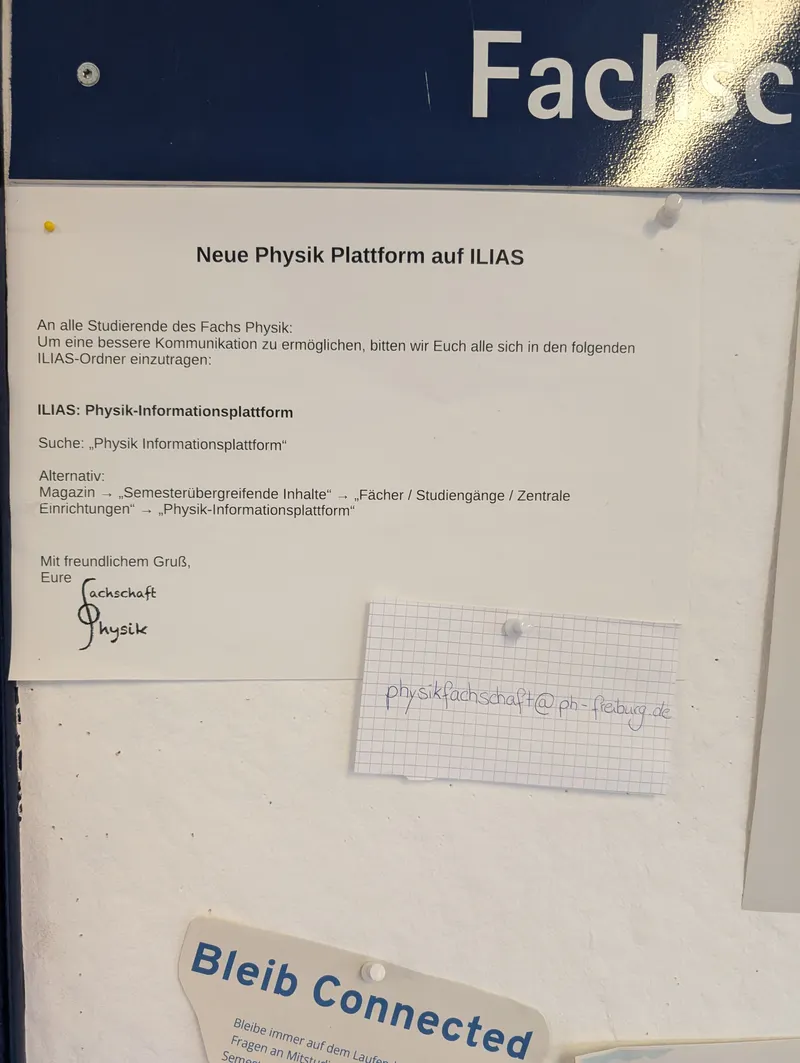 Fachsc
Neue Physik Plattform auf ILIAS
An alle Studierende des Fachs Physik:
Um eine bessere Kommunikation zu ermöglichen, bitten wir Euch alle sich in den folgenden
ILIAS-Ordner einzutragen:
ILIAS: Physik-Informationsplattform
Suche: „Physik Informationsplattform“
Alternativ:
Magazin → „Semesterübergreifende Inhalte“ → „Fächer / Studiengänge / Zentrale
Einrichtungen“ → „Physik-Informationsplattform“
Mit freundlichem Gruß,
Eure
fachschaft
Physik
physikfachschaft@ph-freiburg.de
Bleib Connected
Bleibe immer auf dem Laufen
Fragen an Mitstudi
Semes